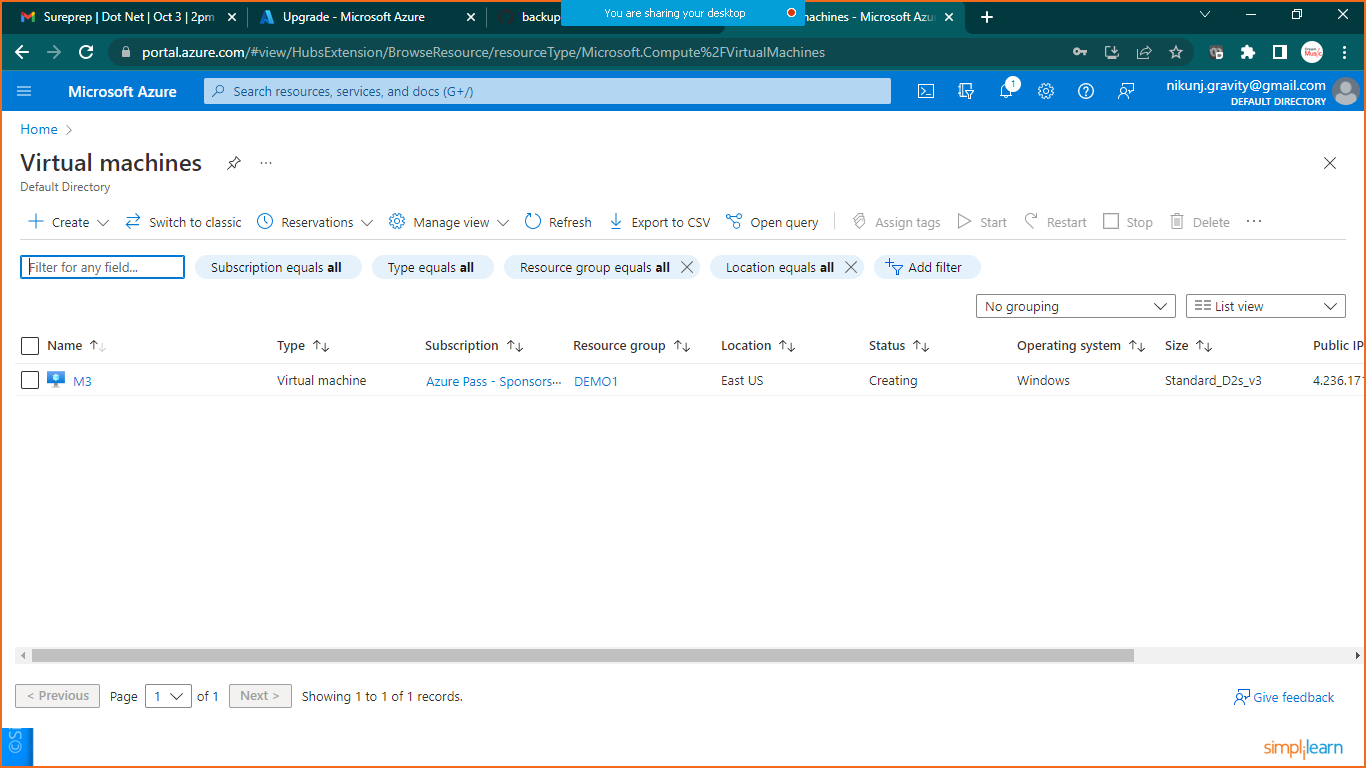 Sureprep | Dot Net | Oct 3 | 2pm
Upgrade - Microsoft Azure
backup
You are sharing your desktop
machines - Microsoft Azu
portal.azure.com/#view/HubsExtension/BrowseResource/resourceType/Microsoft.Compute%2FVirtualMachines
Microsoft Azure
Search resources, services, and docs (G+/)
1
nikunj.gravity@gmail.com
DEFAULT DIRECTORY
Home
Virtual machines
Default Directory
Create
Switch to classic
Reservations
Manage view
Refresh
Export to CSV
Open query
Assign tags
Start
Restart
Stop
Delete
Filter for any field...
Subscription equals all
Type equals all
Resource group equals all
Location equals all
Add filter
No grouping
List view
Name Type Subscription Resource group Location Status Operating system Size Public IP
M3 Virtual machine Azure Pass - Sponsors... DEMO1 East US Creating Windows Standard_D2s_v3 4.236.171
< Previous Page 1 of 1 Next > Showing 1 to 1 of 1 records.
Give feedback
©S
simplilearn